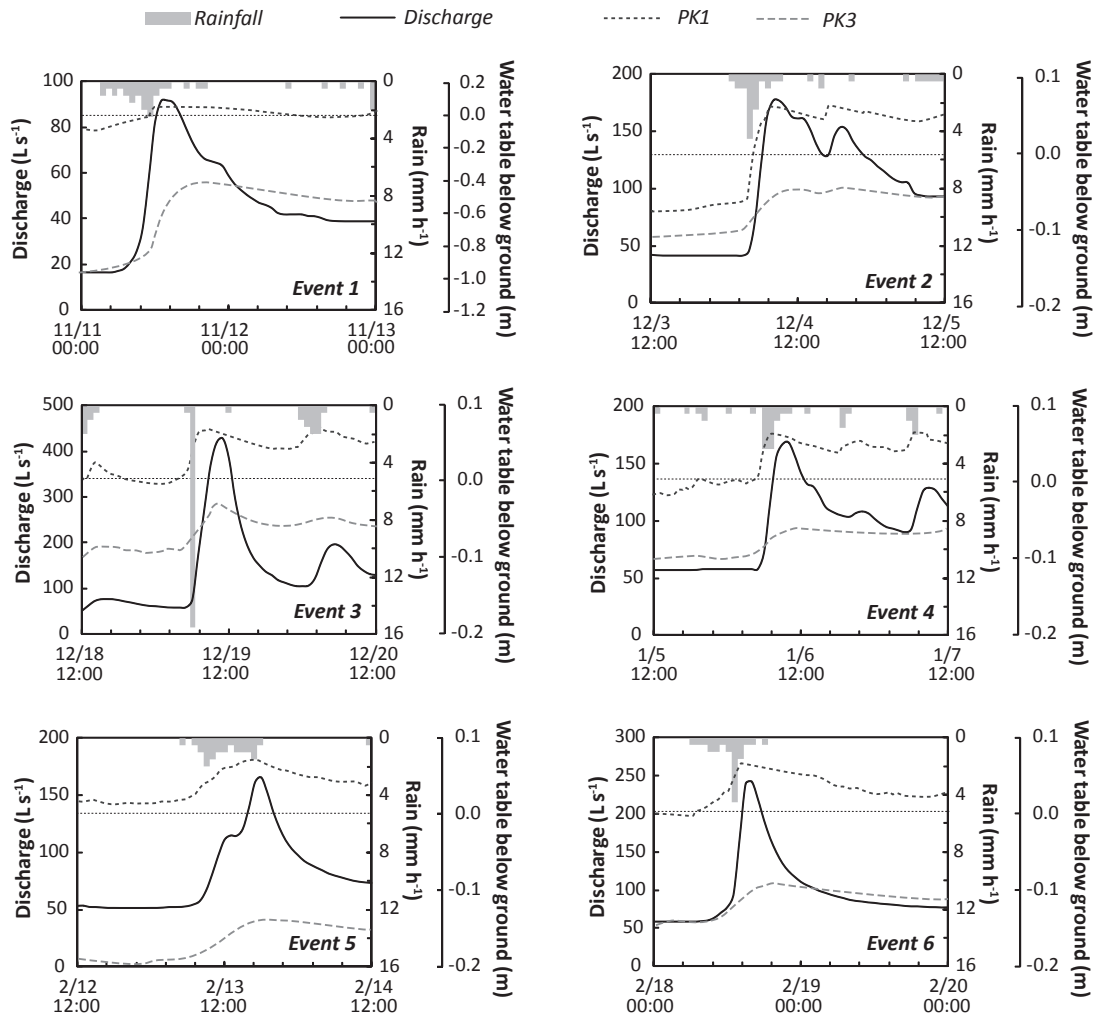 Rainfall Discharge PK1 PK3
Discharge (L s-1)
100
80
60
40
20
0
0
4
8
12
16
Rain (mm h-1)
0.2
0.0
-0.2
-0.4
-0.6
-0.8
-1.0
-1.2
Water table below ground (m)
Event 1
11/11 11/12 11/13
00:00 00:00 00:00
Discharge (L s-1)
200
150
100
50
0
0
4
8
12
16
Rain (mm h-1)
0.1
0.0
-0.1
-0.2
Water table below ground (m)
Event 2
12/3 12/4 12/5
12:00 12:00 12:00
Discharge (L s-1)
500
400
300
200
100
0
0
4
8
12
16
Rain (mm h-1)
0.1
0.0
-0.1
-0.2
Water table below ground (m)
Event 3
12/18 12/19 12/20
12:00 12:00 12:00
Discharge (L s-1)
200
150
100
50
0
0
4
8
12
16
Rain (mm h-1)
0.1
0.0
-0.1
-0.2
Water table below ground (m)
Event 4
1/5 1/6 1/7
12:00 12:00 12:00
Discharge (L s-1)
200
150
100
50
0
0
4
8
12
16
Rain (mm h-1)
0.1
0.0
-0.1
-0.2
Water table below ground (m)
Event 5
2/12 2/13 2/14
12:00 12:00 12:00
Discharge (L s-1)
300
250
200
150
100
50
0
0
4
8
12
16
Rain (mm h-1)
0.1
0.0
-0.1
-0.2
Water table below ground (m)
Event 6
2/18 2/19 2/20
00:00 00:00 00:00